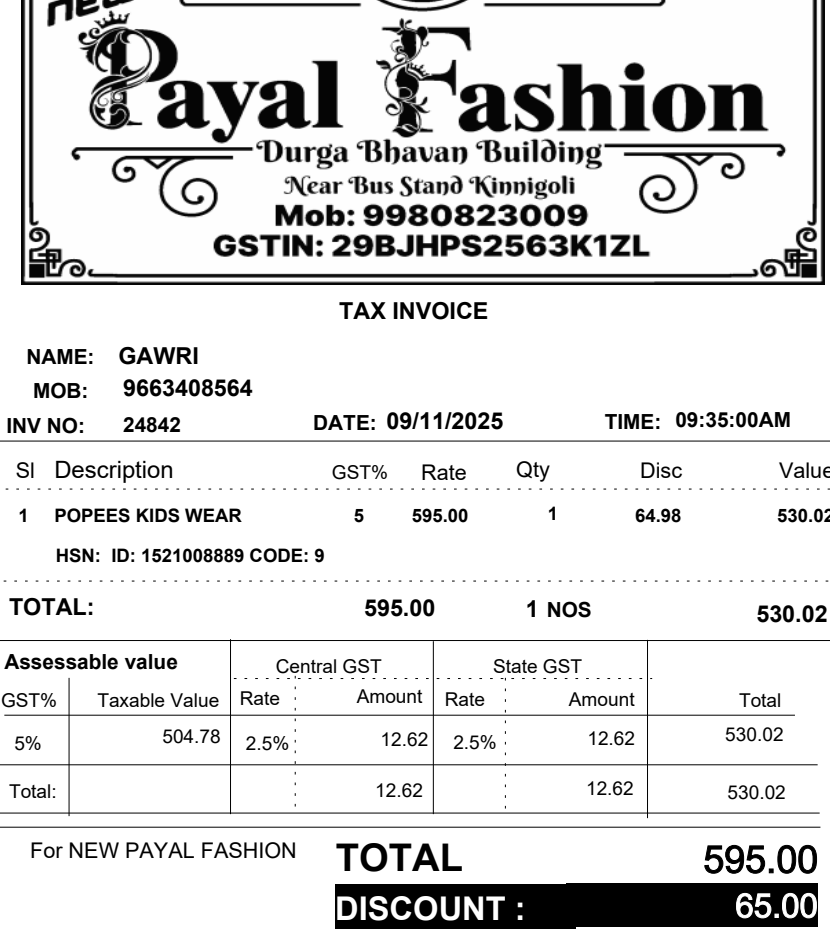 new
Payal Fashion
Durga Bhavan Building
Near Bus Stand Kinnigoli
Mob: 9980823009
GSTIN: 29BJHPS2563K1ZL
TAX INVOICE
NAME: GAWRI
MOB: 9663408564
INV NO: 24842 DATE: 09/11/2025 TIME: 09:35:00AM
Sl Description GST% Rate Qty Disc Value
1 POPEES KIDS WEAR 5 595.00 1 64.98 530.02
HSN: ID: 1521008889 CODE: 9
TOTAL: 595.00 1 NOS 530.02
Assessable value Central GST State GST
GST% Taxable Value Rate Amount Rate Amount Total
5% 504.78 2.5% 12.62 2.5% 12.62 530.02
Total: 12.62 12.62 530.02
For NEW PAYAL FASHION TOTAL 595.00
DISCOUNT : 65.00